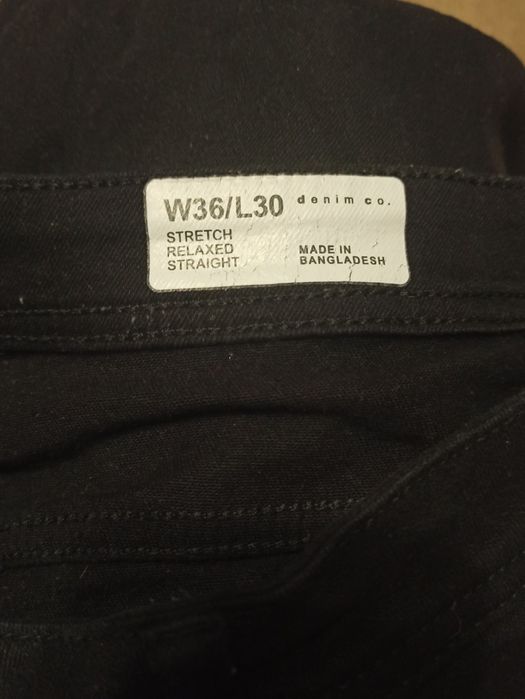 W36/L30 denim co.
STRETCH
RELAXED MADE IN
STRAIGHT BANGLADESH